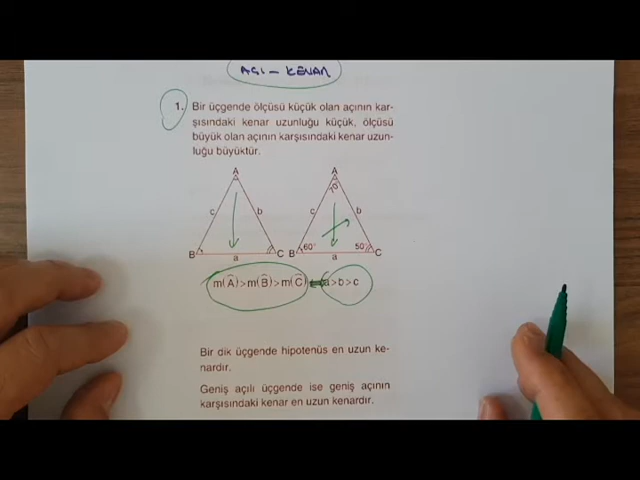 AÇI - KENAR
1. Bir üçgende ölçüsü küçük olan açının kar-
şısındaki kenar uzunluğu küçük, ölçüsü
büyük olan açının karşısındaki kenar uzun-
luğu büyüktür.
A A
70
c b c b
60° 50°
B a C B a C
m(A)>m(B)>m(C) ⟺ a>b>c
Bir dik üçgende hipotenüs en uzun ke-
nardır.
Geniş açılı üçgende ise geniş açının
karşısındaki kenar en uzun kenardır.